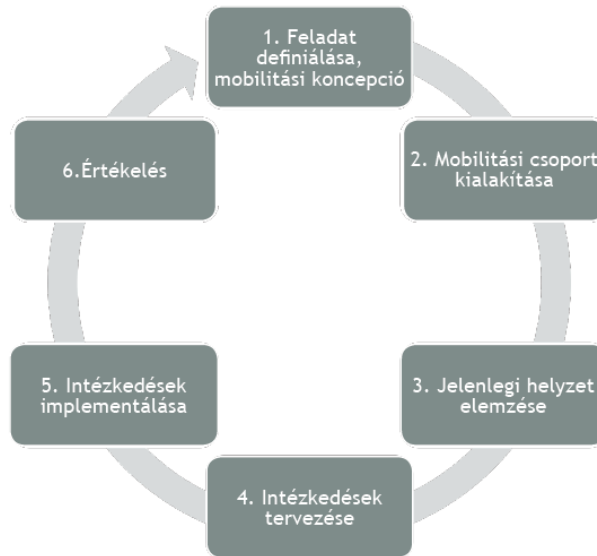 1. Feladat
definiálása,
mobilitási koncepció
2. Mobilitási csoport
kialakítása
3. Jelenlegi helyzet
elemzése
4. Intézkedések
tervezése
5. Intézkedések
implementálása
6.Értékelés